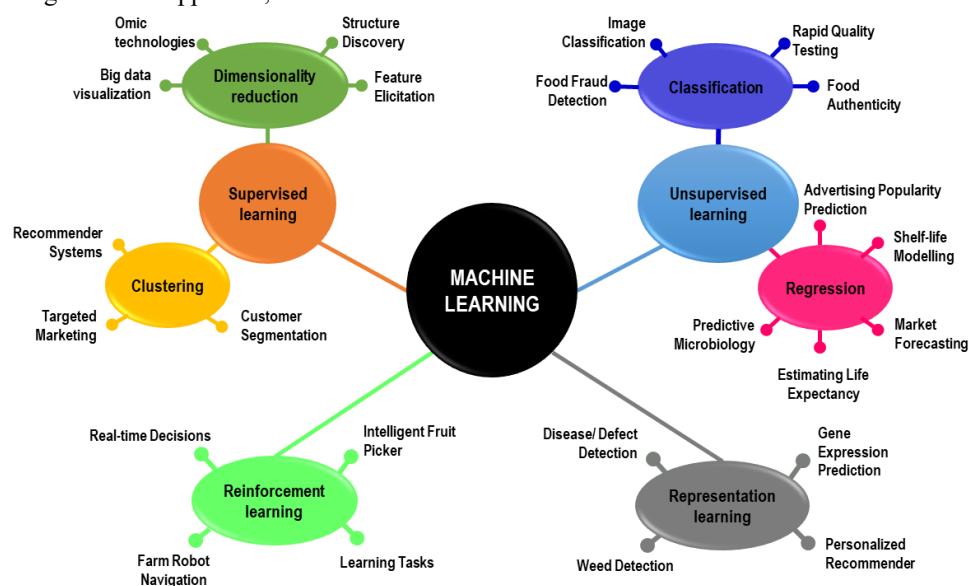 Omic
technologies
Structure
Discovery
Big data
visualization
Dimensionality
reduction
Feature
Elicitation
Image
Classification
Rapid Quality
Testing
Food Fraud
Detection
Classification
Food
Authenticity
Supervised
learning
Unsupervised
learning
Recommender
Systems
Clustering
Targeted
Marketing
Customer
Segmentation
MACHINE
LEARNING
Advertising Popularity
Prediction
Shelf-life
Modelling
Regression
Predictive
Microbiology
Market
Forecasting
Estimating Life
Expectancy
Real-time Decisions
Intelligent Fruit
Picker
Reinforcement
learning
Farm Robot
Navigation
Learning Tasks
Disease/ Defect
Detection
Gene
Expression
Prediction
Representation
learning
Weed Detection
Personalized
Recommender